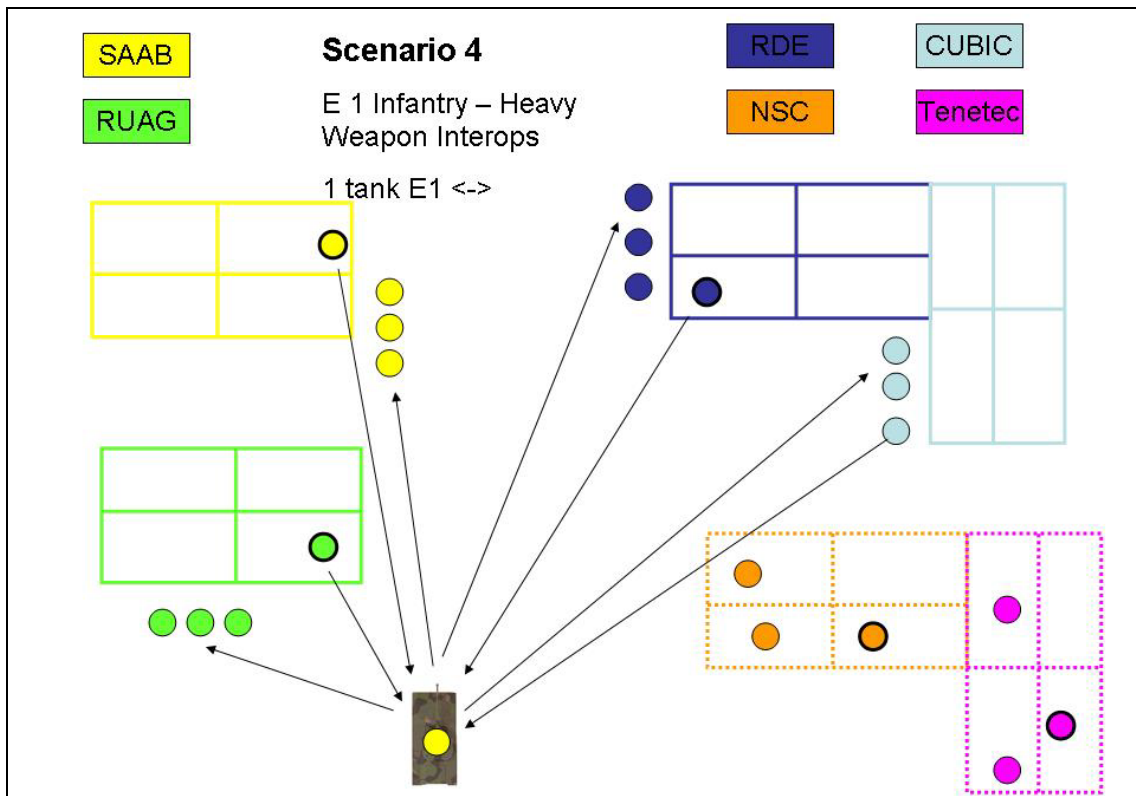 SAAB
RUAG
Scenario 4
E 1 Infantry – Heavy
Weapon Interops
1 tank E1 <->
RDE
CUBIC
NSC
Tenetec